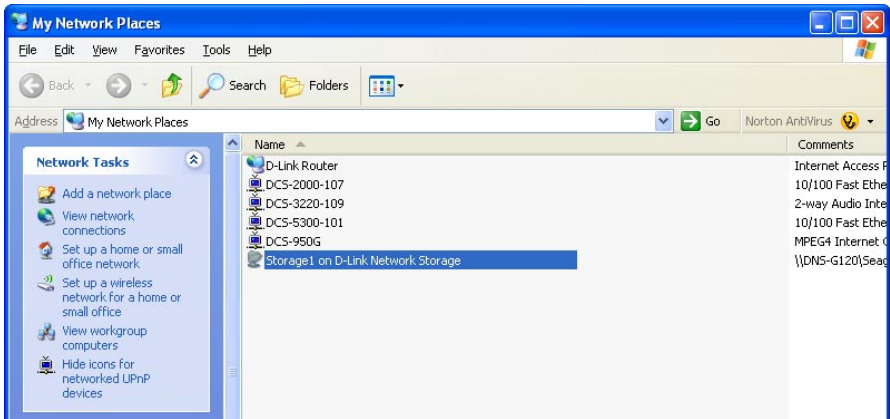 My Network Places
File Edit View Favorites Tools Help
Back Search Folders
Address My Network Places Go Norton AntiVirus
Network Tasks
Add a network place
View network
connections
Set up a home or small
office network
Set up a wireless
network for a home or
small office
View workgroup
computers
Hide icons for
networked UPnP
devices
Name Comments
D-Link Router Internet Access
DCS-2000-107 10/100 Fast Ethe
DCS-3220-109 2-way Audio Inte
DCS-5300-101 10/100 Fast Ethe
DCS-950G MPEG4 Internet
Storage1 on D-Link Network Storage \\DNS-G120\Seag